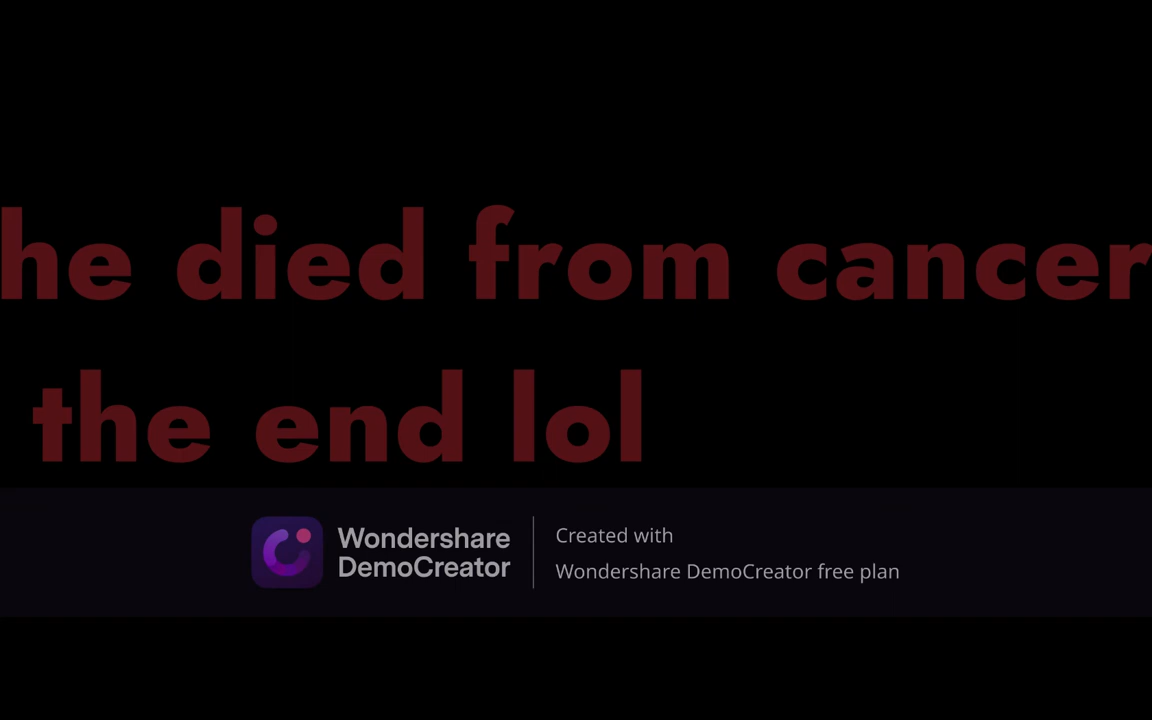 he died from cancer
the end lol
Wondershare
DemoCreator
Created with
Wondershare DemoCreator free plan